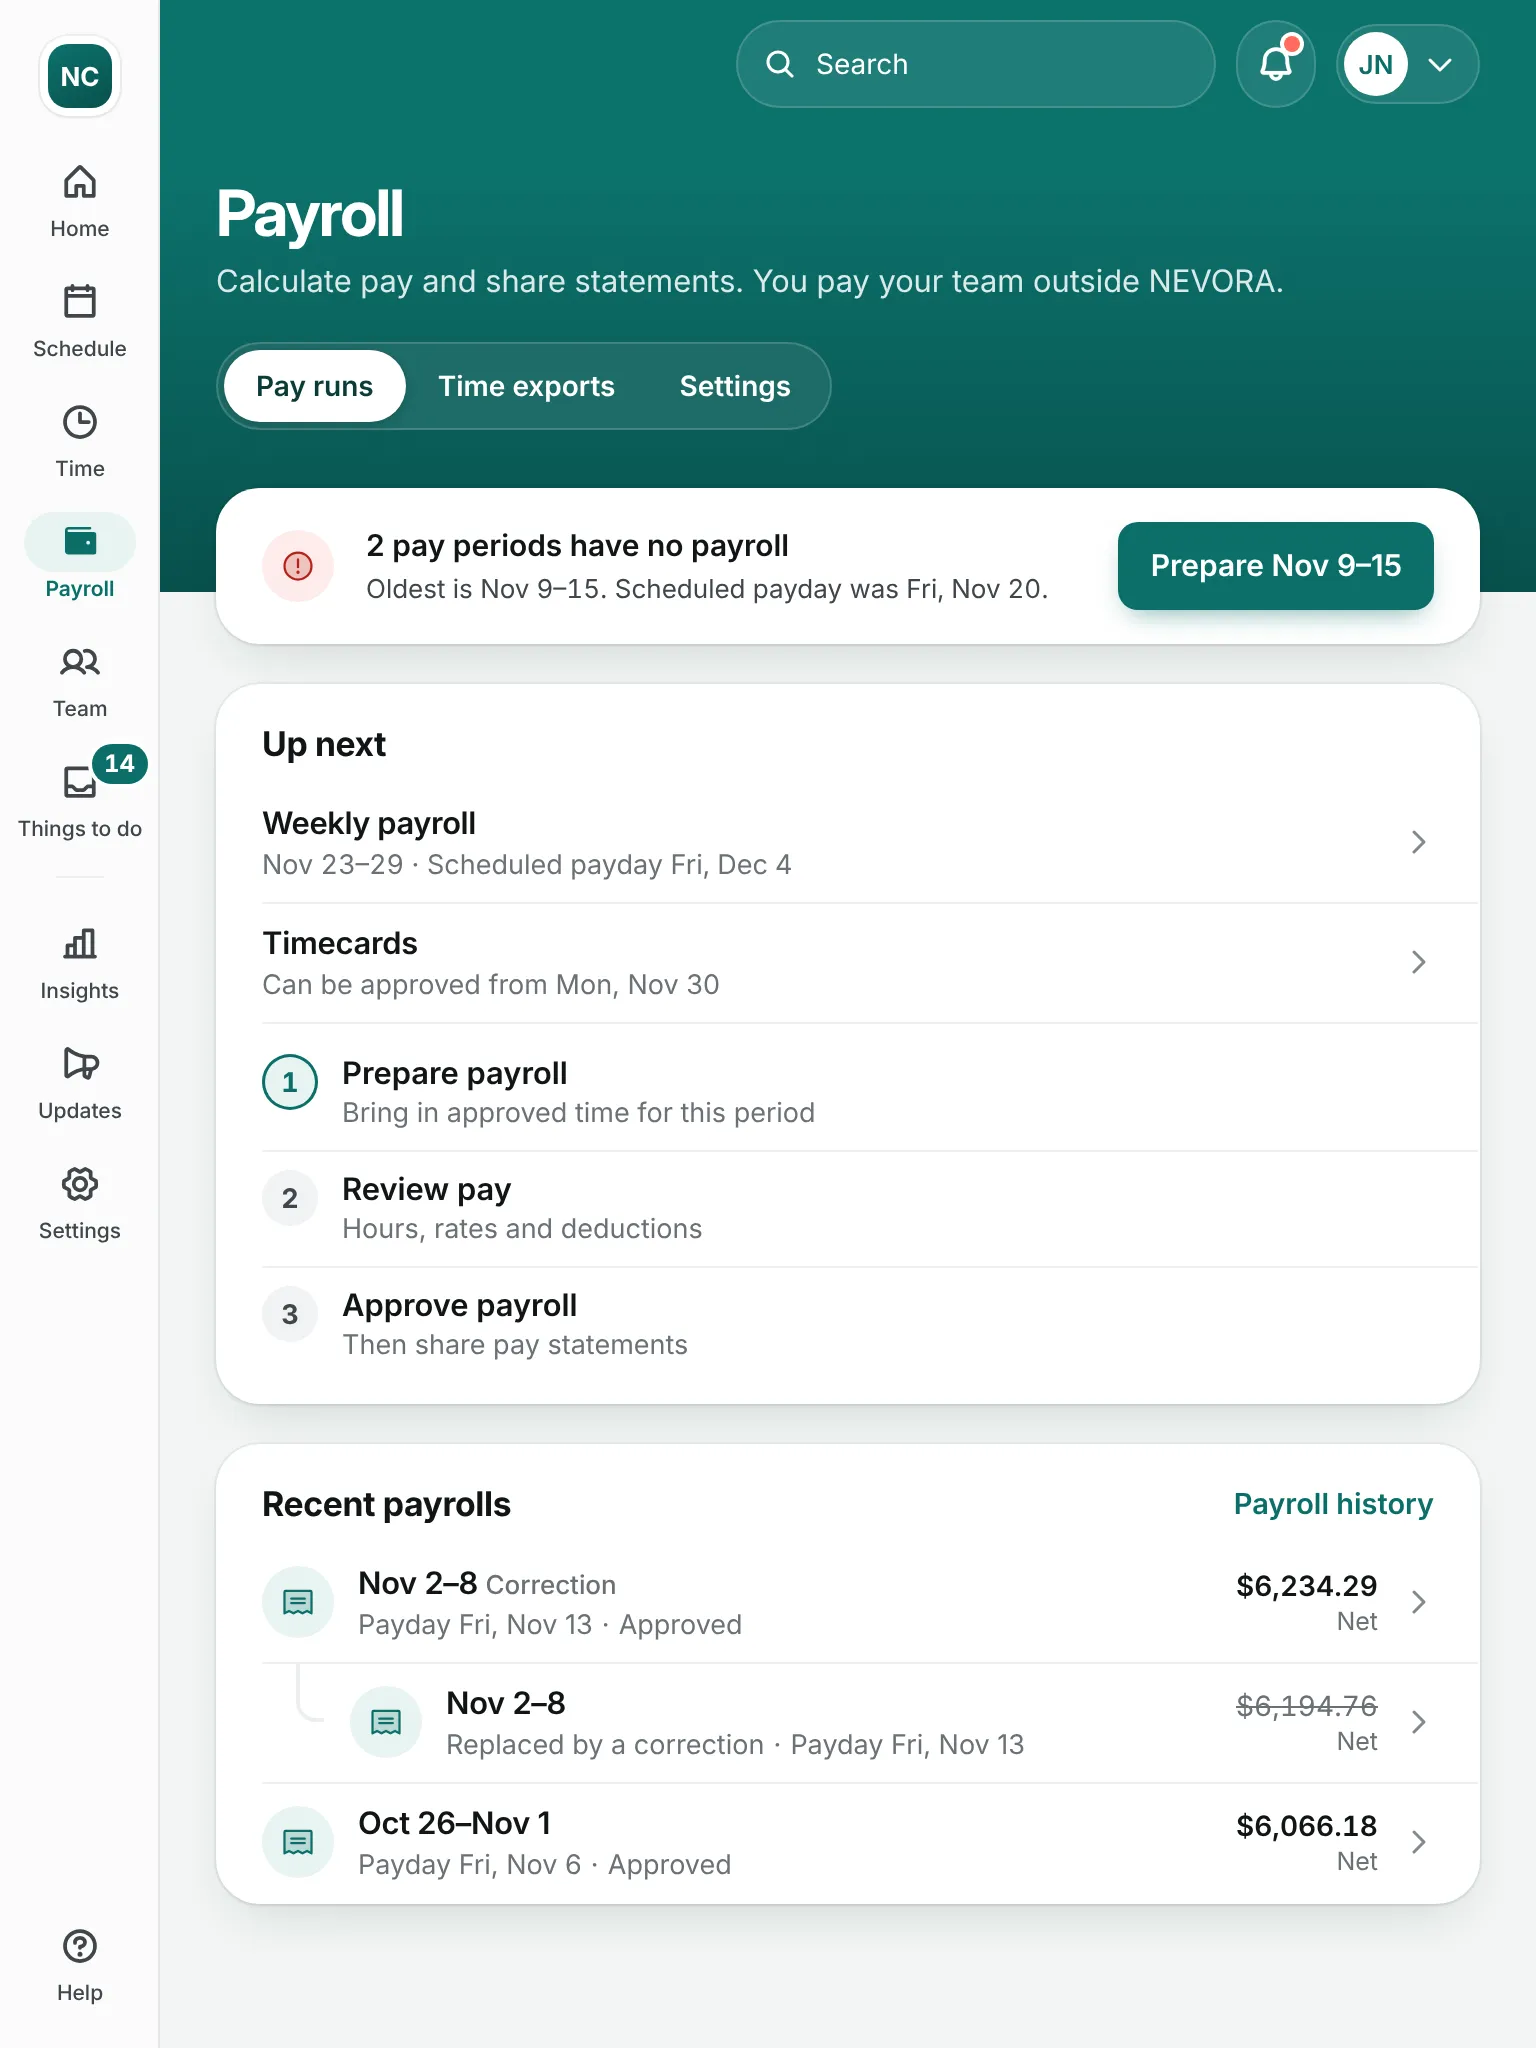 NC
Home
Schedule
Time
Payroll
Team
14
Things to do
Insights
Updates
Settings
Help
Search
JN
Payroll
Calculate pay and share statements. You pay your team outside NEVORA.
Pay runs
Time exports
Settings
2 pay periods have no payroll
Oldest is Nov 9–15. Scheduled payday was Fri, Nov 20.
Prepare Nov 9–15
Up next
Weekly payroll
Nov 23–29 · Scheduled payday Fri, Dec 4
Timecards
Can be approved from Mon, Nov 30
1
Prepare payroll
Bring in approved time for this period
2
Review pay
Hours, rates and deductions
3
Approve payroll
Then share pay statements
Recent payrolls
Payroll history
Nov 2–8 Correction
Payday Fri, Nov 13 · Approved
$6,234.29
Net
Nov 2–8
Replaced by a correction · Payday Fri, Nov 13
$6,194.76
Net
Oct 26–Nov 1
Payday Fri, Nov 6 · Approved
$6,066.18
Net